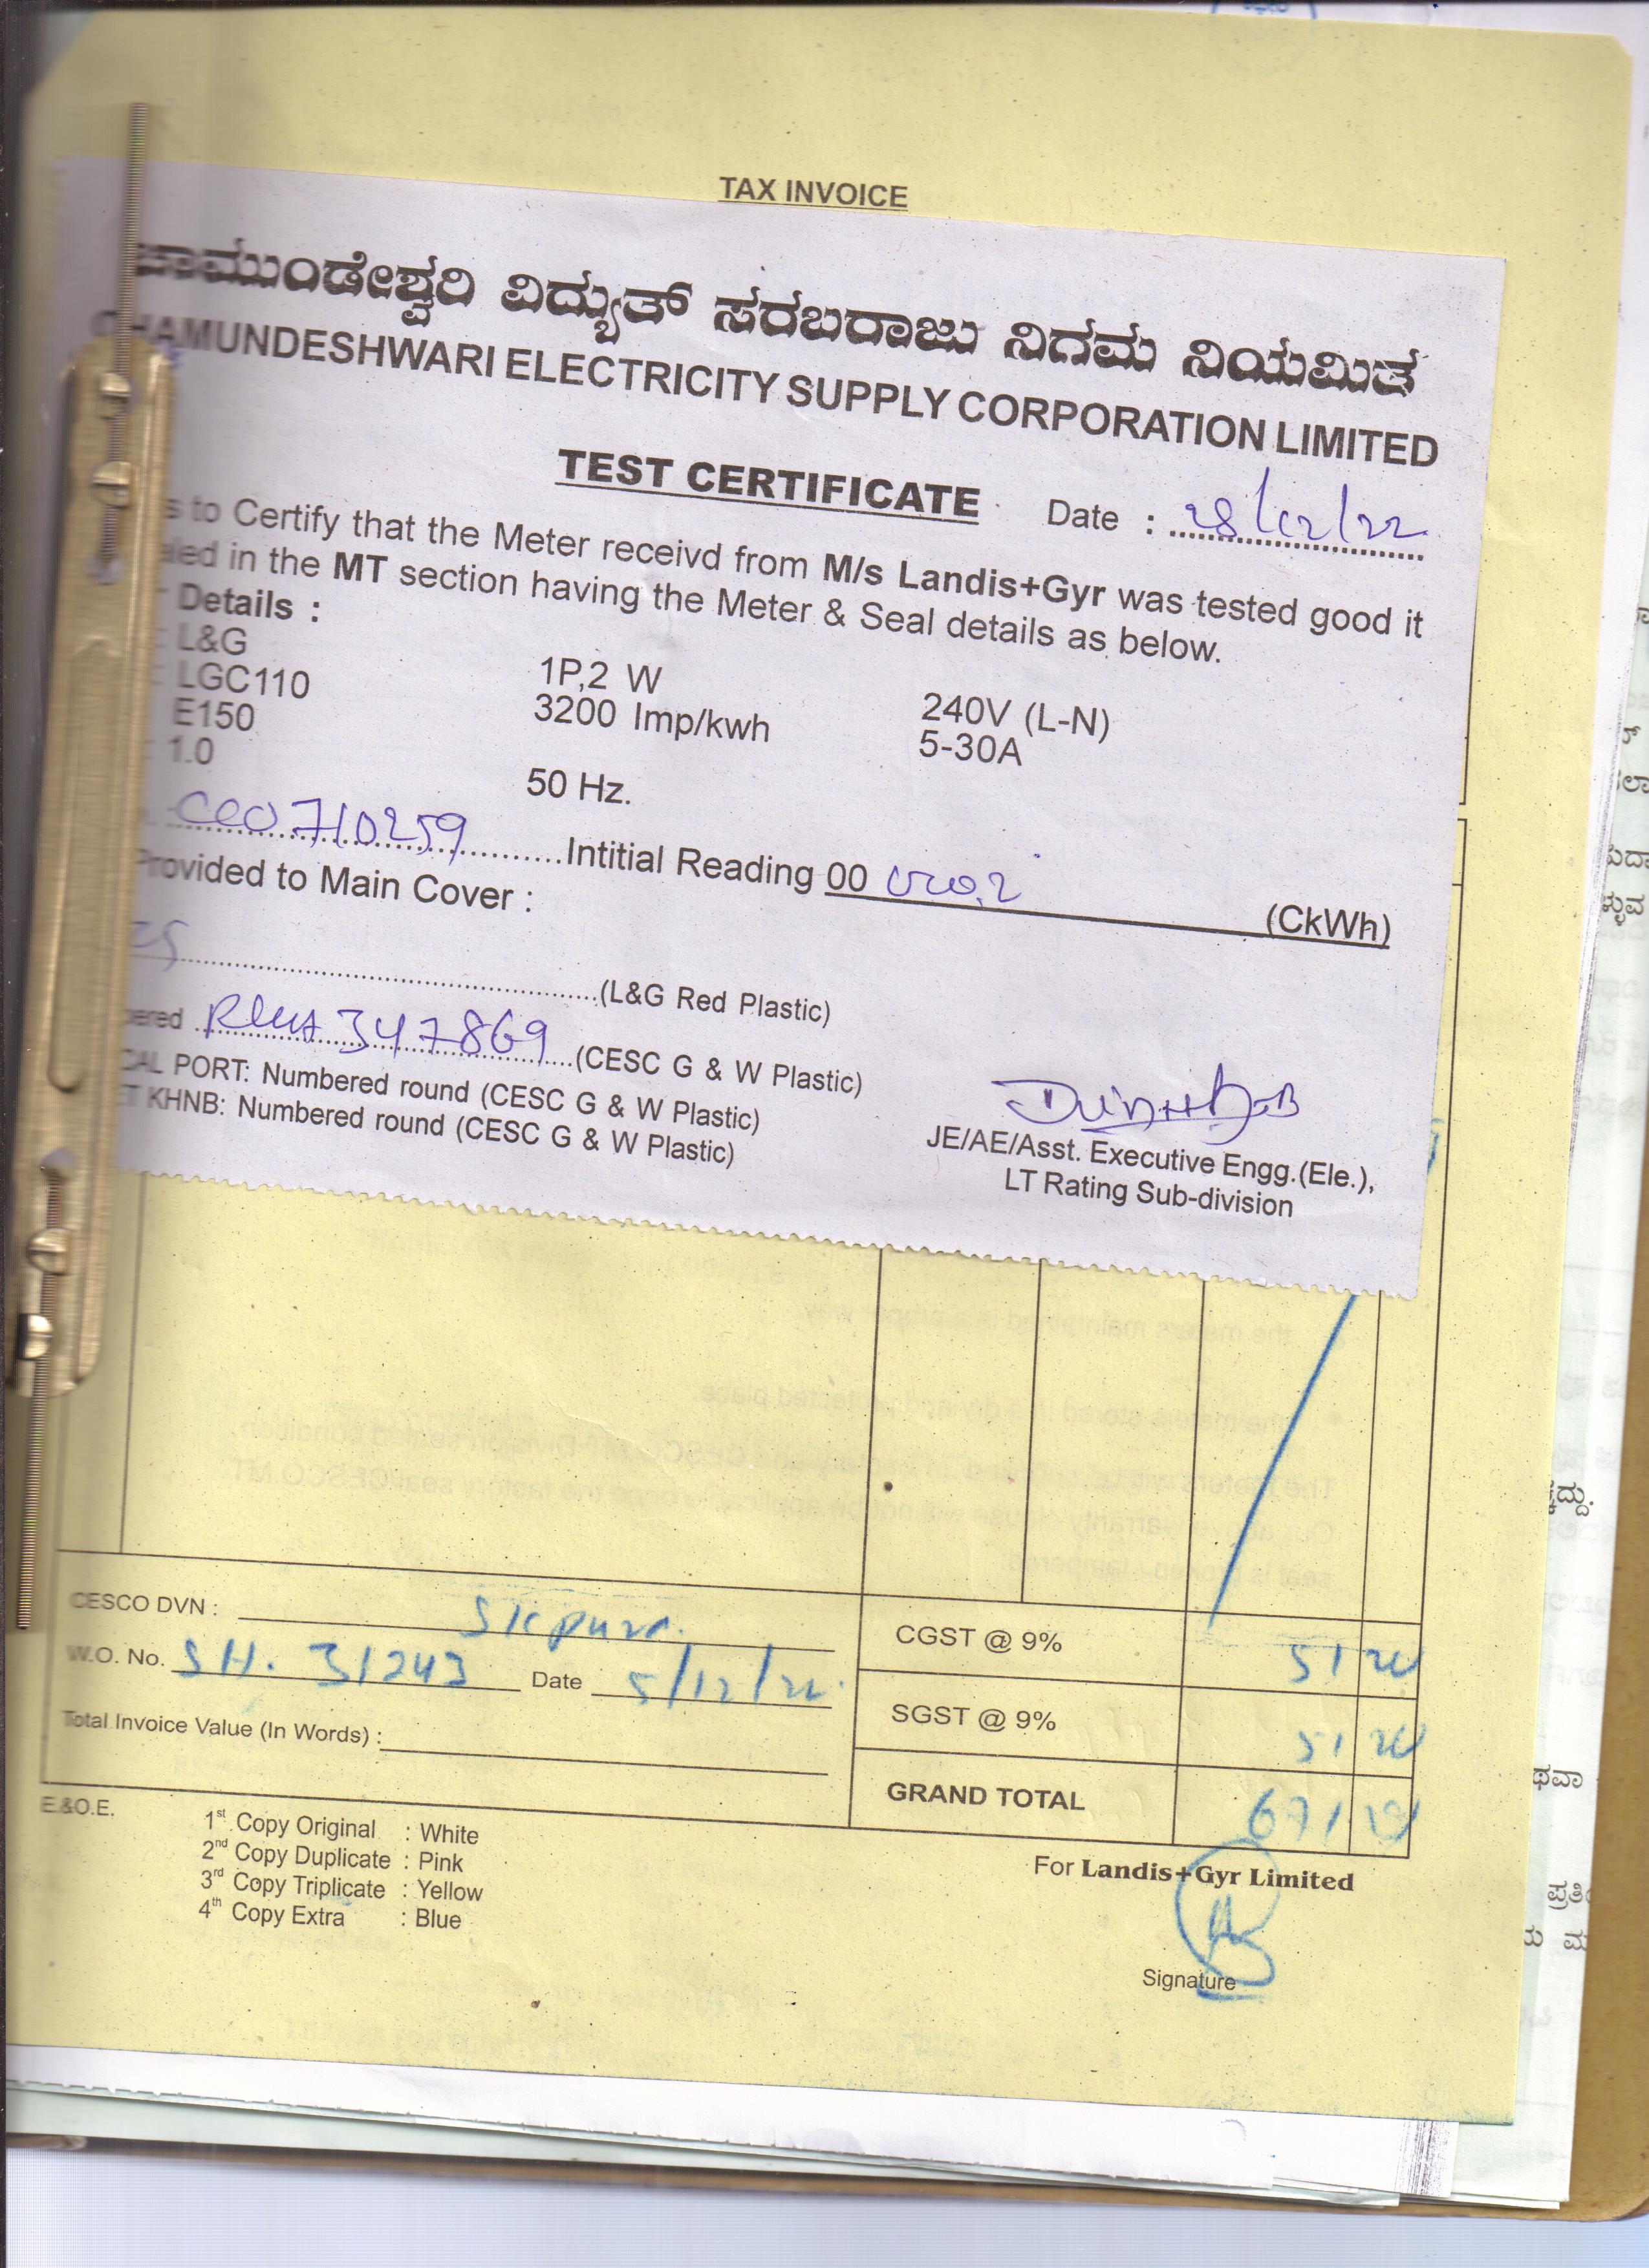 TAX INVOICE
ಚಾಮುಂಡೇಶ್ವರಿ ವಿದ್ಯುತ್ ಸರಬರಾಜು ನಿಗಮ ನಿಯಮಿತ
CHAMUNDESHWARI ELECTRICITY SUPPLY CORPORATION LIMITED
TEST CERTIFICATE Date : 28/12/22
to Certify that the Meter receivd from M/s Landis+Gyr was tested good it
in the MT section having the Meter & Seal details as below.
Details :
L&G
LGC110 1P,2 W 240V (L-N)
E150 3200 Imp/kwh 5-30A
1.0 50 Hz.
0710259 Intitial Reading 00 (CkWh)
Provided to Main Cover :
(L&G Red Plastic)
347869 (CESC G & W Plastic)
PORT: Numbered round (CESC G & W Plastic)
KHNB: Numbered round (CESC G & W Plastic)
JE/AE/Asst. Executive Engg.(Ele.),
LT Rating Sub-division
CESCO DVN :
W.O. No. SH. 31243 Date 5/12/22
Total Invoice Value (In Words) :
CGST @ 9% 51
SGST @ 9% 51
GRAND TOTAL 671
E.&O.E.
1st Copy Original : White
2nd Copy Duplicate : Pink
3rd Copy Triplicate : Yellow
4th Copy Extra : Blue
For Landis+Gyr Limited
Signature